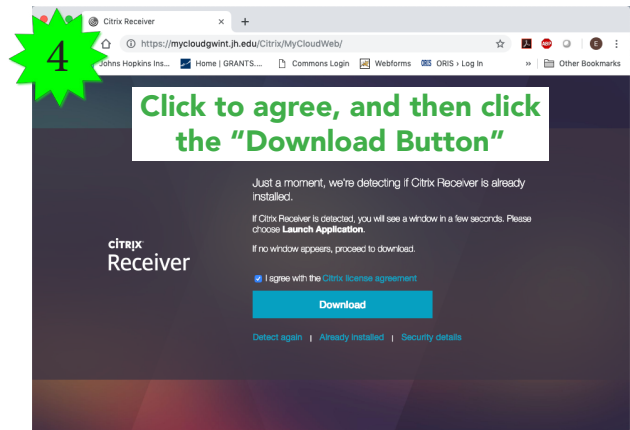 Citrix Receiver
https://mycloudgwint.jh.edu/Citrix/MyCloudWeb/
ABP
E
4
Johns Hopkins Ins...
Home | GRANTS....
Commons Login
Webforms
ORIS ORIS › Log In
»
Other Bookmarks
Click to agree, and then click
the “Download Button”
Just a moment, we're detecting if Citrix Receiver is already
installed.
If Citrix Receiver is detected, you will see a window in a few seconds. Please
choose Launch Application.
If no window appears, proceed to download.
CITRIX
Receiver
I agree with the Citrix license agreement
Download
Detect again | Already installed | Security details